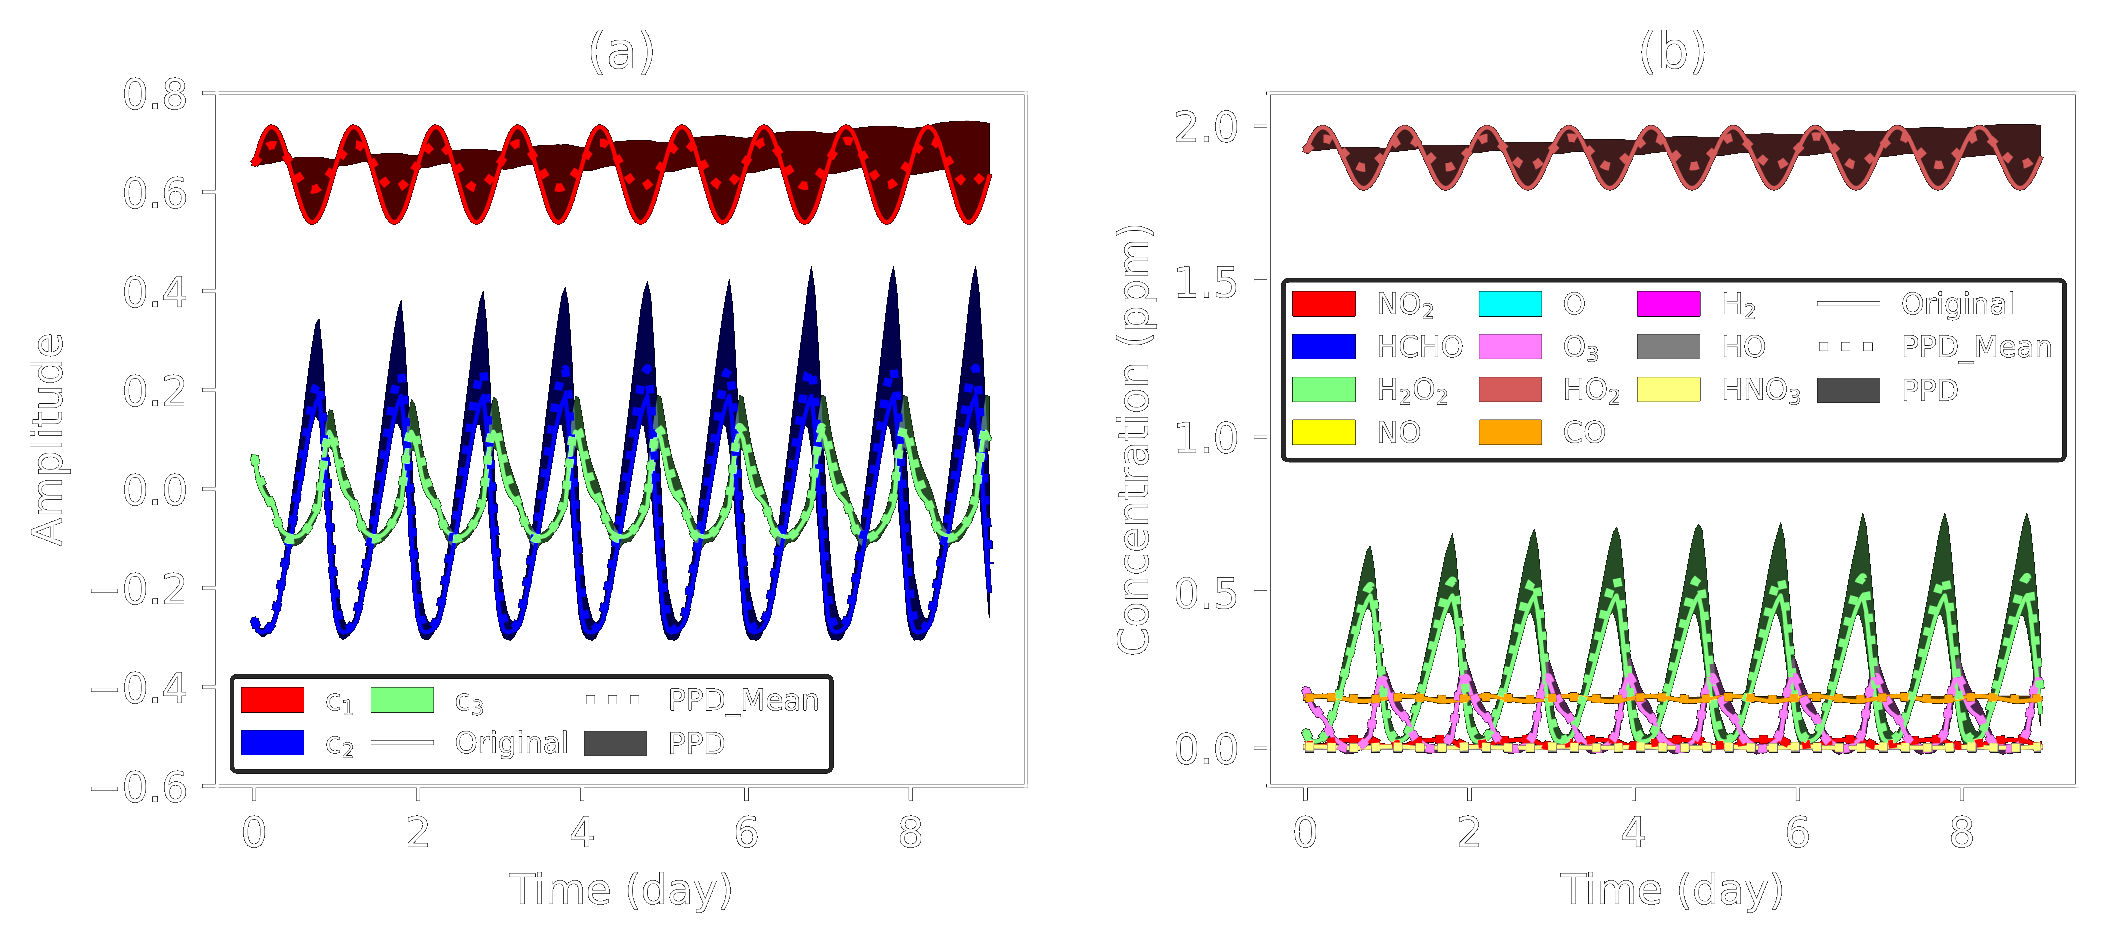 (a)
0.8
0.6
0.4
0.2
0.0
−0.2
−0.4
−0.6
Amplitude
0 2 4 6 8
Time (day)
c₁ c₃ PPD_Mean
c₂ Original PPD
(b)
2.0
1.5
1.0
0.5
0.0
Concentration (ppm)
0 2 4 6 8
Time (day)
NO₂ O H₂ Original
HCHO O₃ HO PPD_Mean
H₂O₂ HO₂ HNO₃ PPD
NO CO